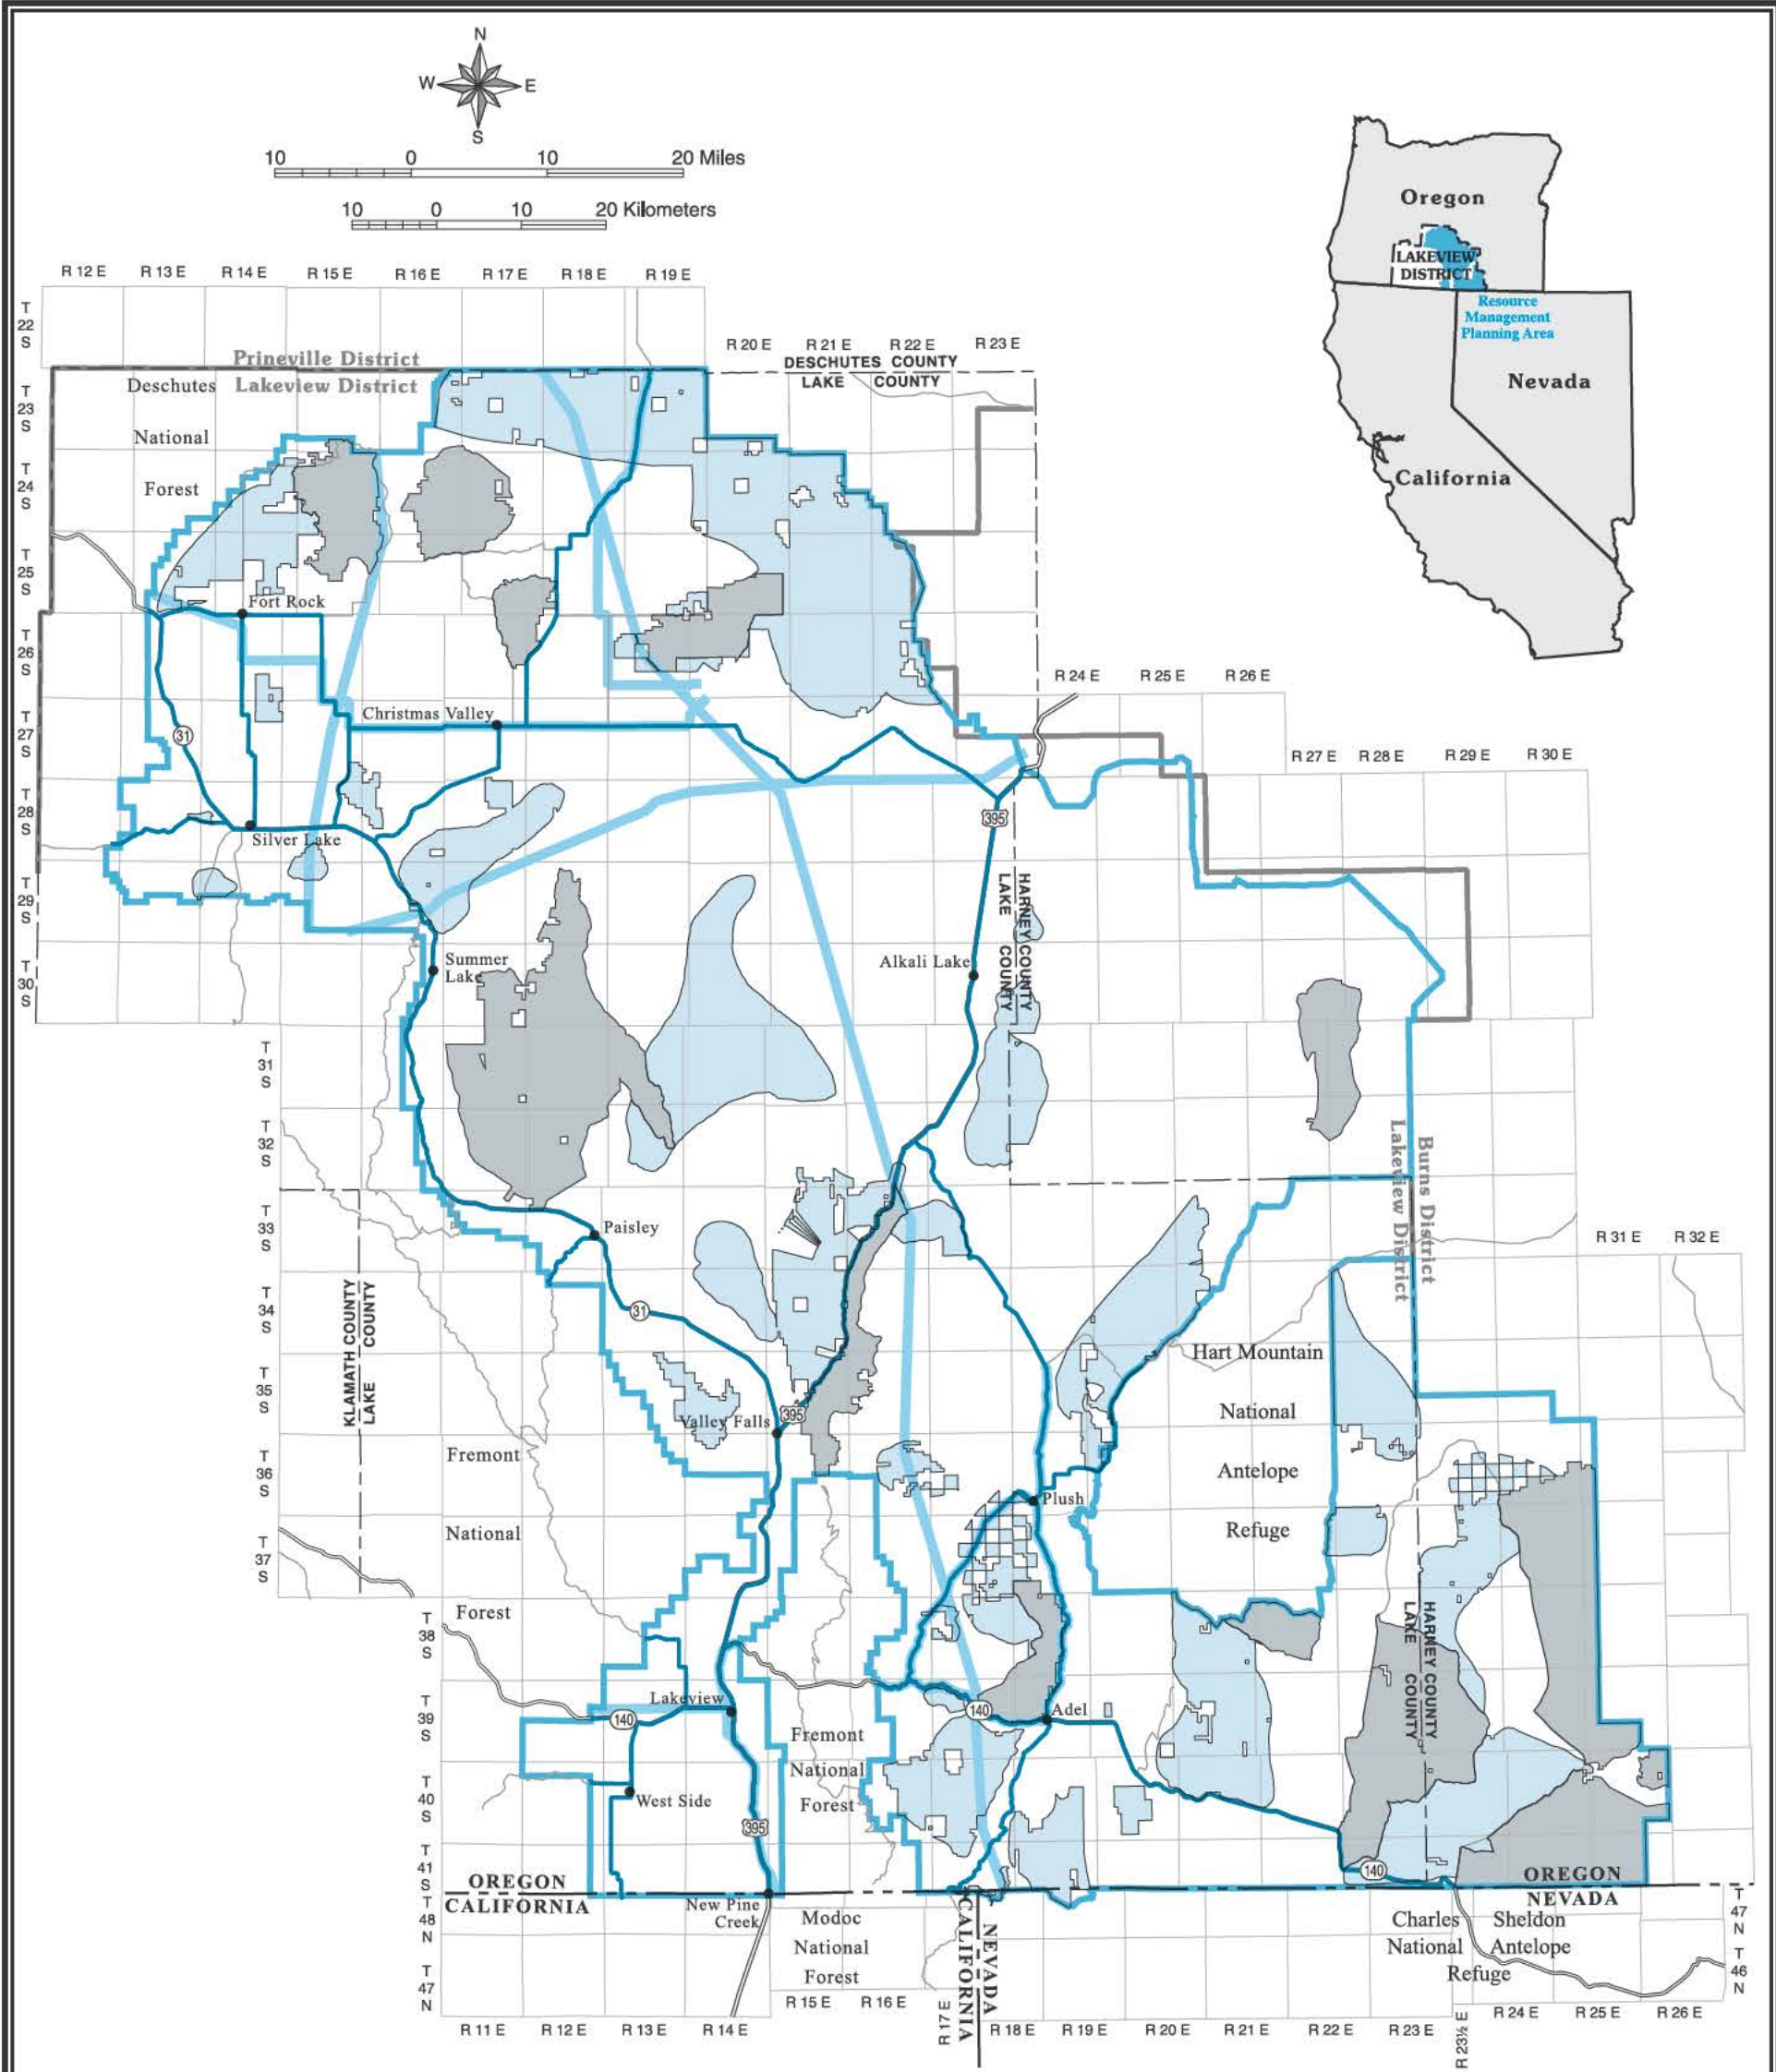 N
W E
S
10 0 10 20 Miles
10 0 10 20 Kilometers
Oregon
LAKEVIEW
DISTRICT
Resource
Management
Planning Area
Nevada
California
R 12 E R 13 E R 14 E R 15 E R 16 E R 17 E R 18 E R 19 E
T
22
S
R 20 E R 21 E R 22 E R 23 E
Prineville District
Lakeview District
DESCHUTES COUNTY
LAKE COUNTY
Deschutes
National
Forest
T
23
S
T
24
S
T
25
S
Fort Rock
T
26
S
R 24 E R 25 E R 26 E
T
27
S
Christmas Valley
31
R 27 E R 28 E R 29 E R 30 E
T
28
S
Silver Lake
395
T
29
S
HARNEY COUNTY
LAKE COUNTY
T
30
S
Summer
Lake
Alkali Lake
T
31
S
T
32
S
Burns District
Lakeview District
T
33
S
Paisley
R 31 E R 32 E
T
34
S
KLAMATH COUNTY
LAKE COUNTY
31
Hart Mountain
National
Antelope
Refuge
T
35
S
Valley Falls
395
T
36
S
Fremont
National
Forest
Plush
T
37
S
T
38
S
HARNEY COUNTY
LAKE COUNTY
T
39
S
Lakeview
140
140
Adel
Fremont
National
Forest
T
40
S
West Side
395
T
41
S
140
OREGON
CALIFORNIA
OREGON
NEVADA
T
48
N
New Pine
Creek
Modoc
National
Forest
CALIFORNIA
NEVADA
Charles Sheldon
National Antelope
Refuge
T
47
N
T
46
N
T
47
N
R 15 E R 16 E
R 17 E
R 11 E R 12 E R 13 E R 14 E
R 18 E R 19 E R 20 E R 21 E R 22 E R 23 E
R 23½ E
R 24 E R 25 E R 26 E